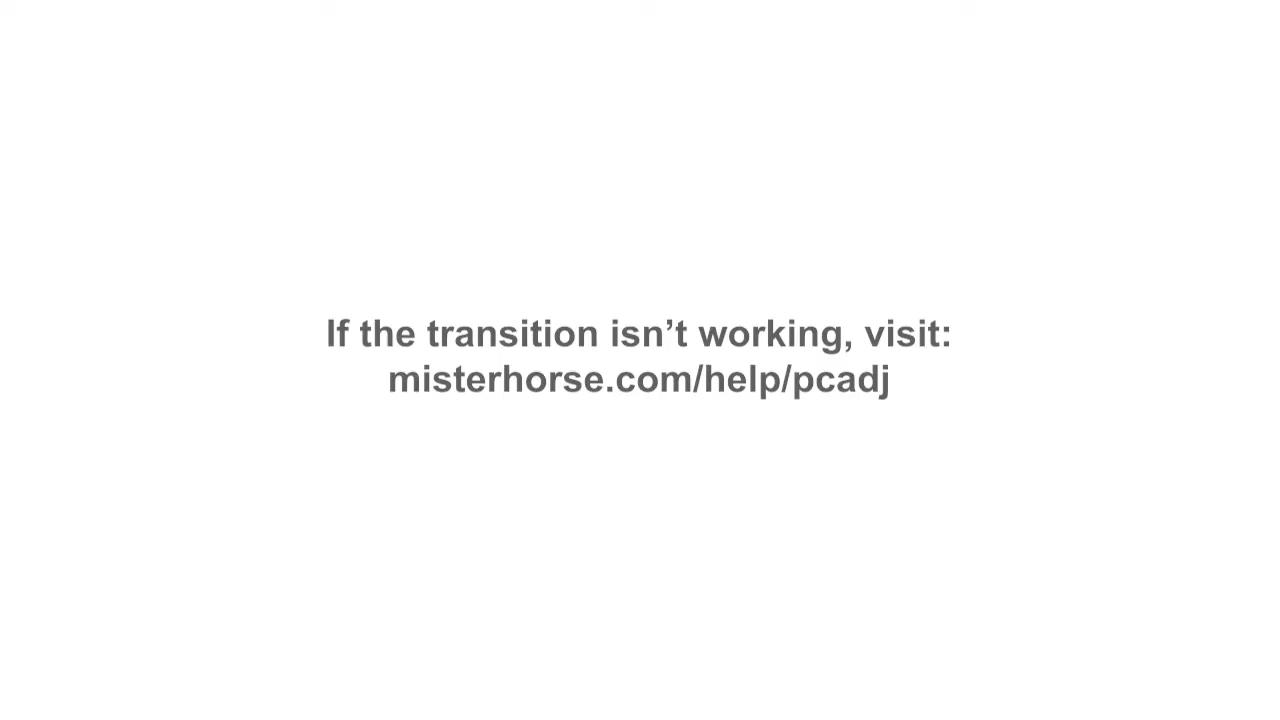 If the transition isn’t working, visit:
misterhorse.com/help/pcadj